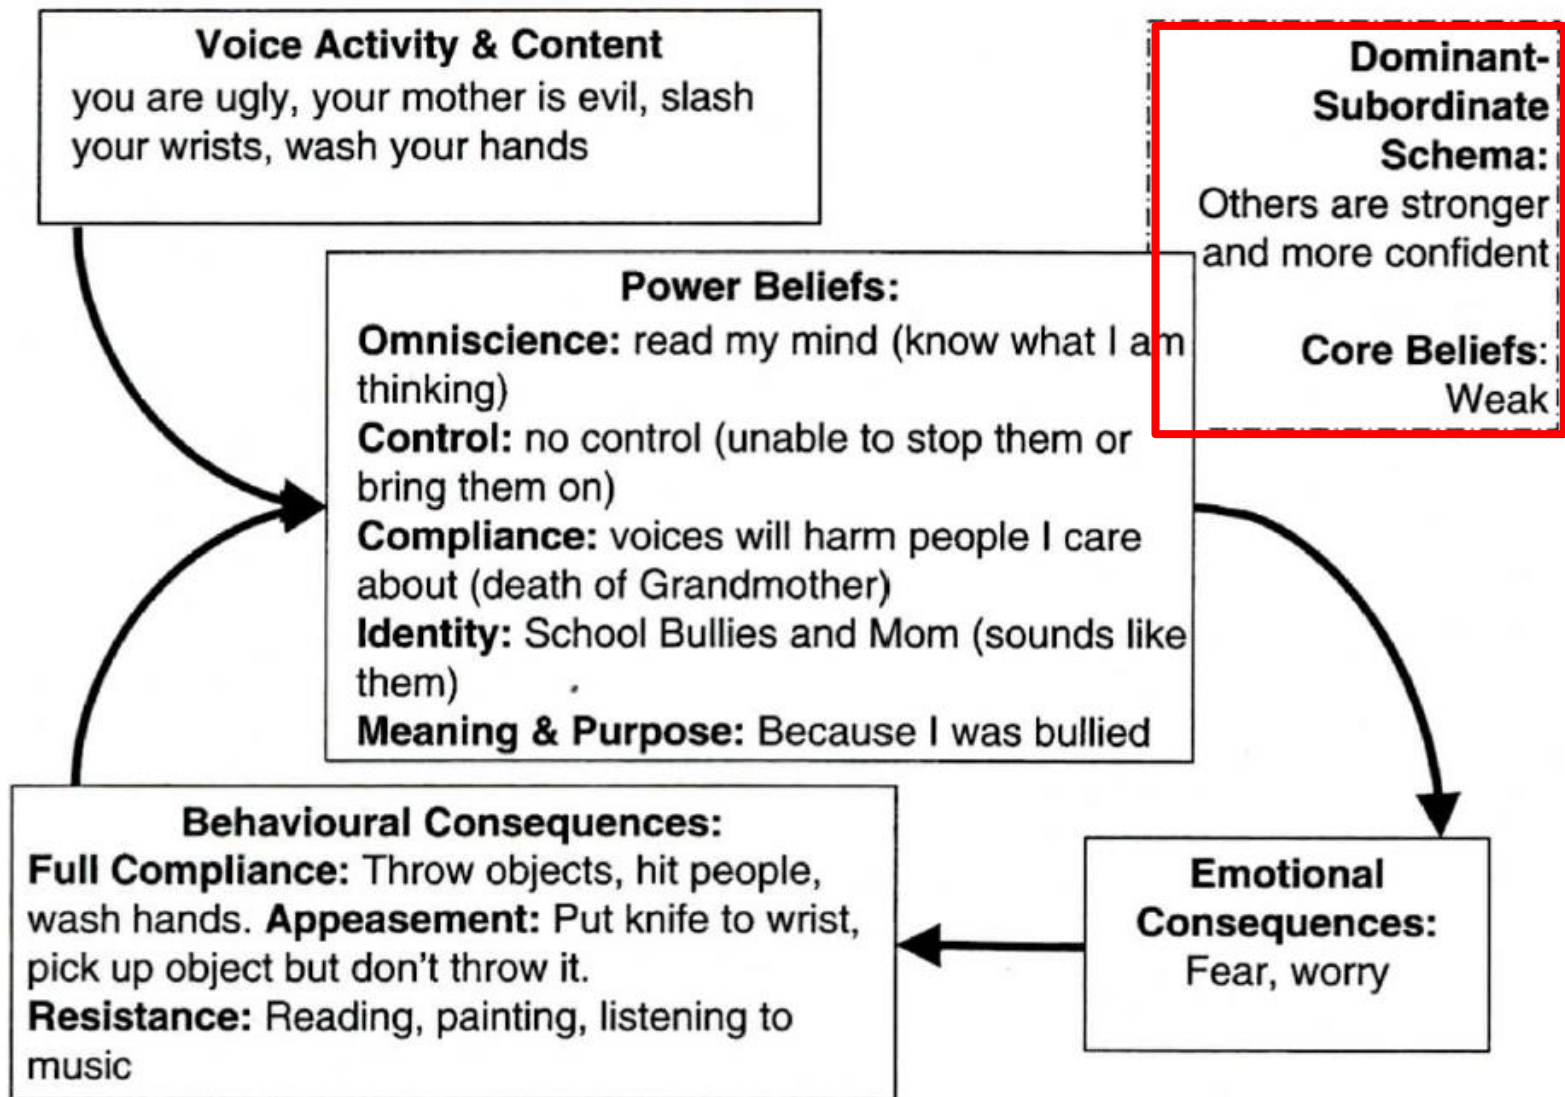 Voice Activity & Content
you are ugly, your mother is evil, slash
your wrists, wash your hands
Dominant-
Subordinate
Schema:
Others are stronger
and more confident
Core Beliefs:
Weak
Power Beliefs:
Omniscience: read my mind (know what I am
thinking)
Control: no control (unable to stop them or
bring them on)
Compliance: voices will harm people I care
about (death of Grandmother)
Identity: School Bullies and Mom (sounds like
them)
Meaning & Purpose: Because I was bullied
Emotional
Consequences:
Fear, worry
Behavioural Consequences:
Full Compliance: Throw objects, hit people,
wash hands. Appeasement: Put knife to wrist,
pick up object but don't throw it.
Resistance: Reading, painting, listening to
music